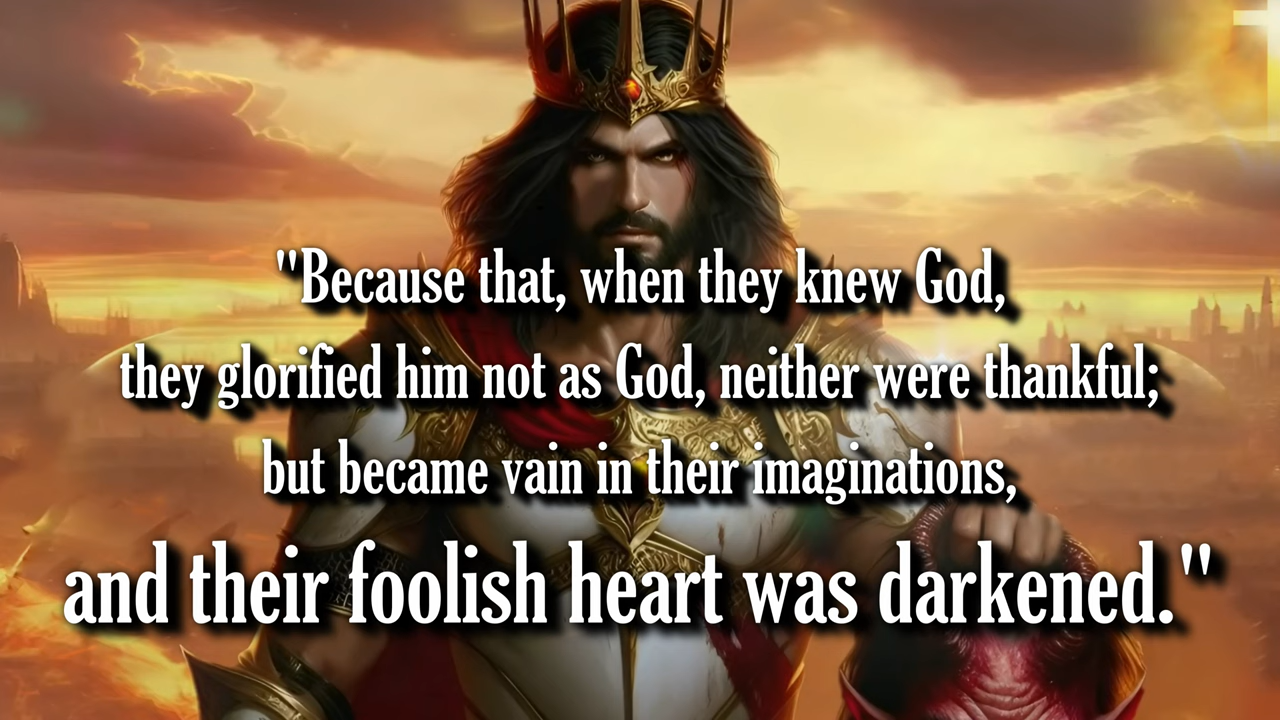 "Because that, when they knew God,
they glorified him not as God, neither were thankful;
but became vain in their imaginations,
and their foolish heart was darkened."